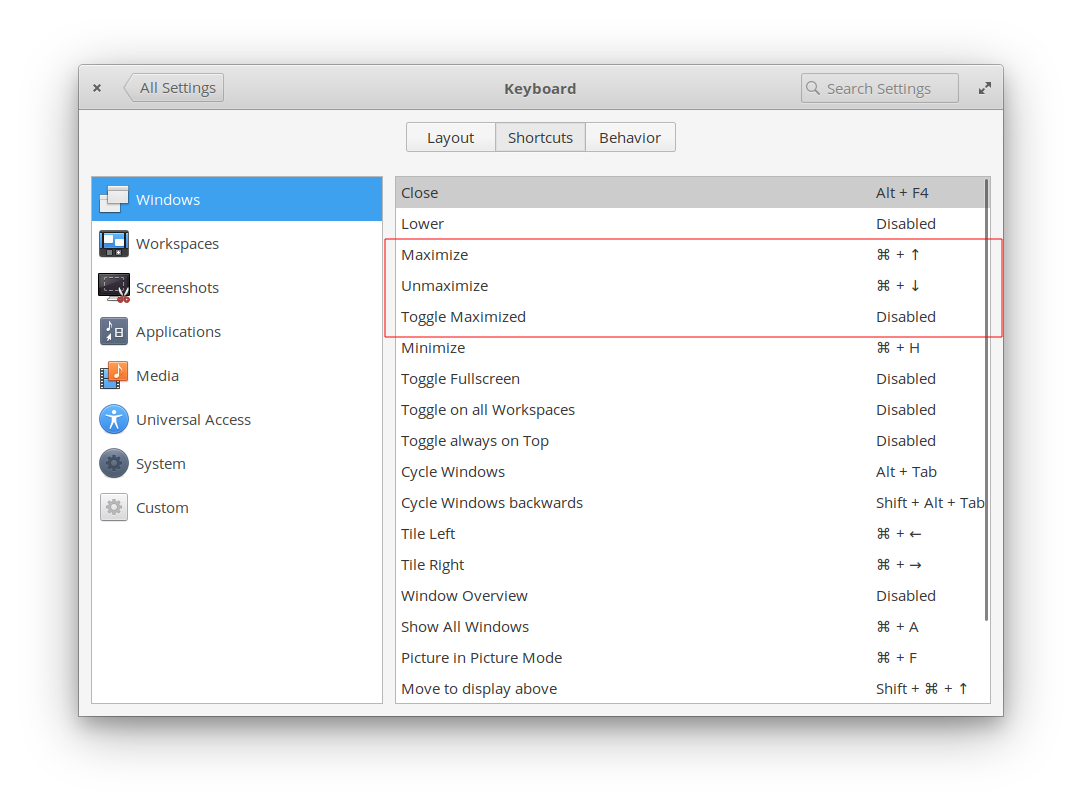 All Settings
Keyboard
Search Settings
Layout
Shortcuts
Behavior
Windows
Workspaces
Screenshots
Applications
Media
Universal Access
System
Custom
Close Alt + F4
Lower Disabled
Maximize ⌘ + ↑
Unmaximize ⌘ + ↓
Toggle Maximized Disabled
Minimize ⌘ + H
Toggle Fullscreen Disabled
Toggle on all Workspaces Disabled
Toggle always on Top Disabled
Cycle Windows Alt + Tab
Cycle Windows backwards Shift + Alt + Tab
Tile Left ⌘ + ←
Tile Right ⌘ + →
Window Overview Disabled
Show All Windows ⌘ + A
Picture in Picture Mode ⌘ + F
Move to display above Shift + ⌘ + ↑